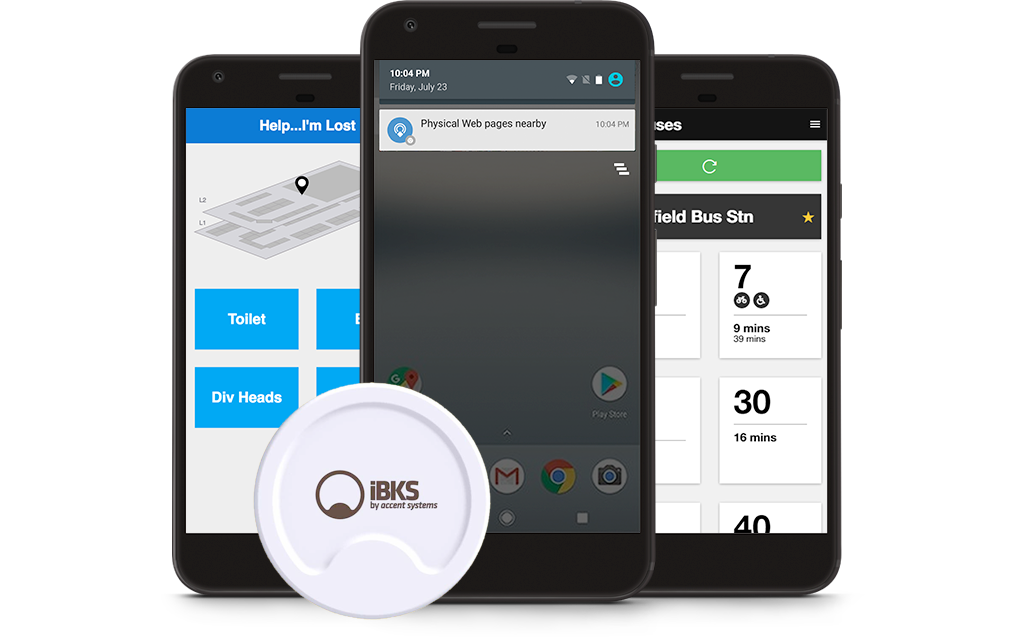 Help...I'm Lost
L2
L1
Toilet
Div Heads
10:04 PM
Friday, July 23
Physical Web pages nearby
10:04 PM
Play Store
iBKS
by accent systems
uses
field Bus Stn
7
9 mins
39 mins
30
16 mins
40